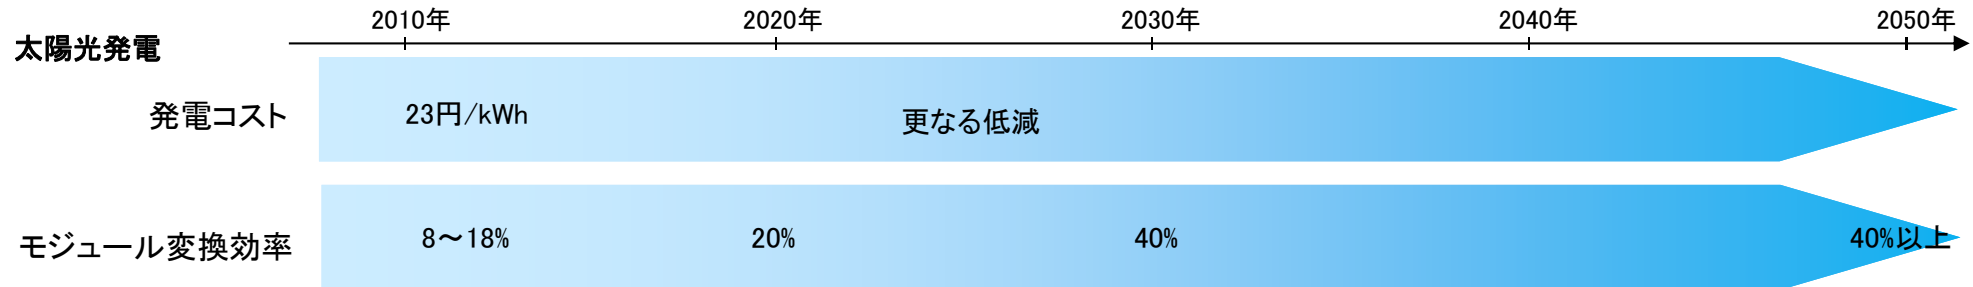 2010年 2020年 2030年 2040年 2050年
太陽光発電
発電コスト 23円/kWh 更なる低減
モジュール変換効率 8～18% 20% 40% 40%以上